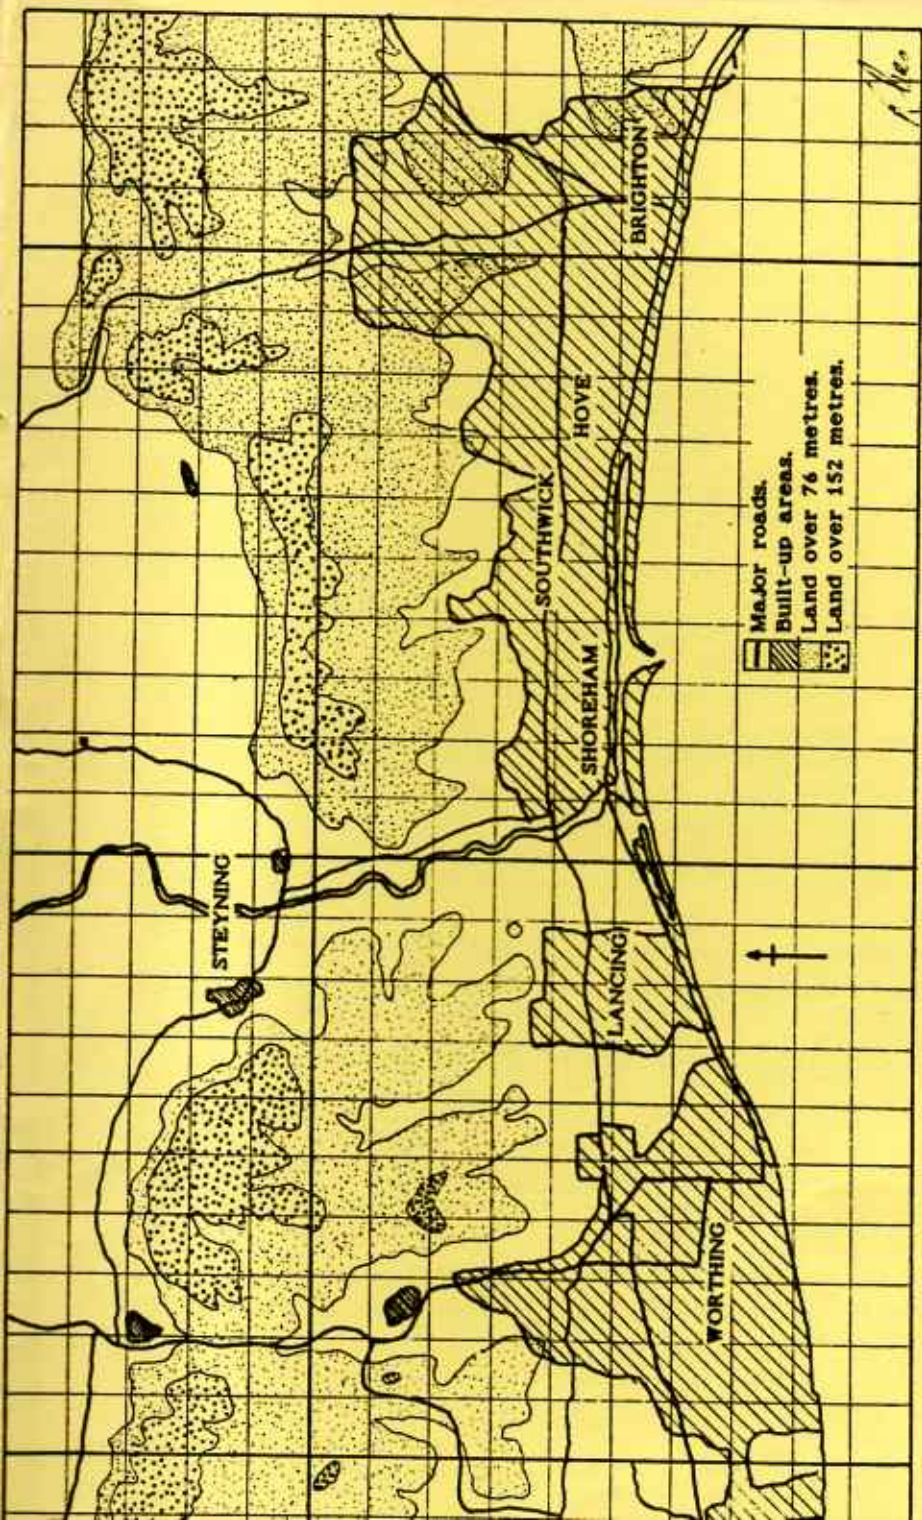 STEYNING
BRIGHTON
HOVE
SOUTHWICK
SHOREHAM
LANCING
WORTHING
Major roads.
Built-up areas.
Land over 76 metres.
Land over 152 metres.